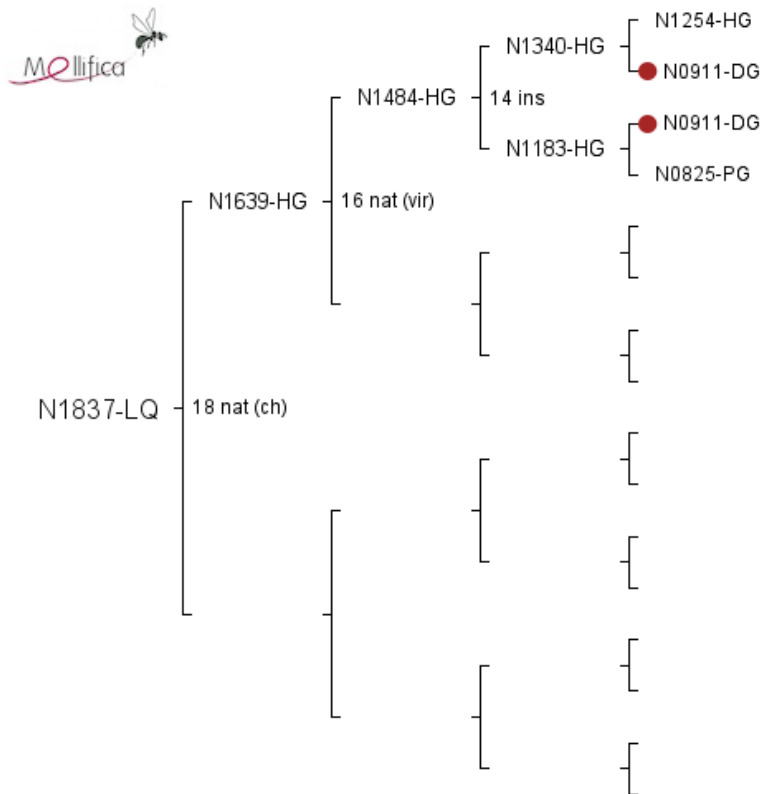 Mellifica
N1254-HG
N1340-HG
N0911-DG
N1484-HG
14 ins
N0911-DG
N1183-HG
N0825-PG
N1639-HG
16 nat (vir)
N1837-LQ
18 nat (ch)